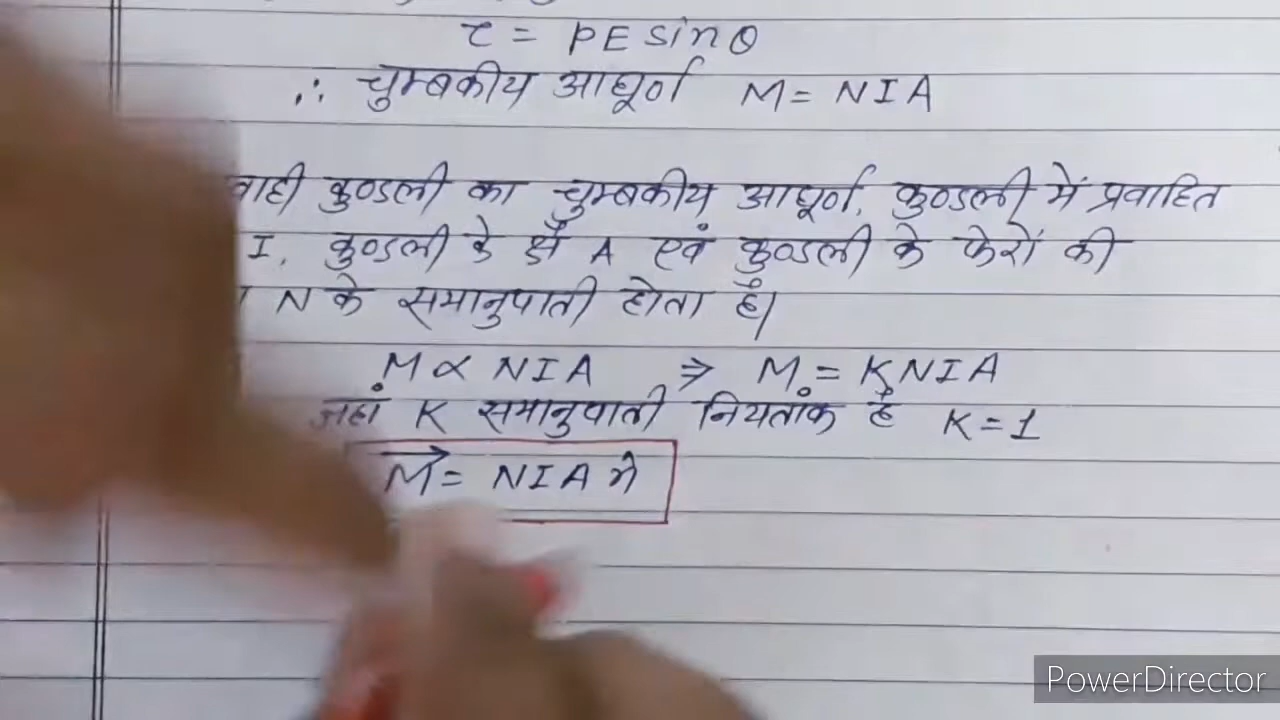 τ = PE sinθ
∴ चुम्बकीय आघूर्ण M = NIA
वाही कुण्डली का चुम्बकीय आघूर्ण, कुण्डली में प्रवाहित
I, कुण्डली के क्षै A एवं कुण्डली के फेरों की
N के समानुपाती होता है।
M ∝ NIA ⇒ M = KNIA
जहां K समानुपाती नियतांक है K = 1
M⃗ = NIA
PowerDirector